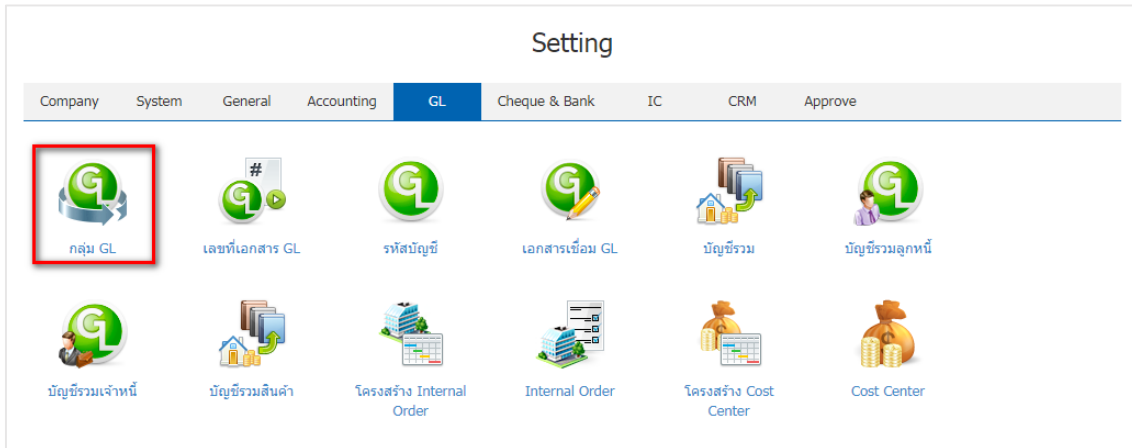 Setting
Company System General Accounting GL Cheque & Bank IC CRM Approve
กลุ่ม GL เลขที่เอกสาร GL รหัสบัญชี เอกสารเชื่อม GL บัญชีรวม บัญชีรวมลูกหนี้
บัญชีรวมเจ้าหนี้ บัญชีรวมสินค้า โครงสร้าง Internal Order Internal Order โครงสร้าง Cost Center Cost Center